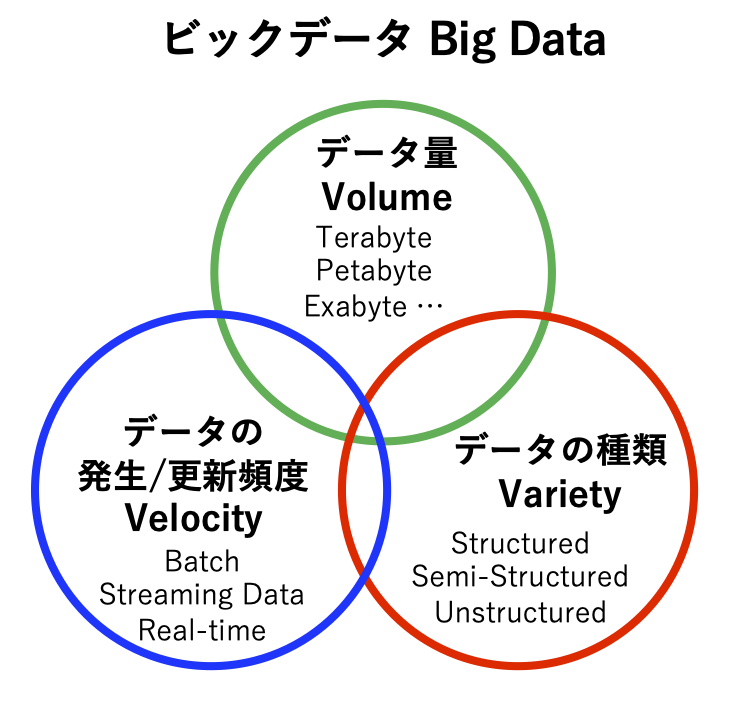 ビックデータ Big Data
データ量
Volume
Terabyte
Petabyte
Exabyte …
データの
発生/更新頻度
Velocity
Batch
Streaming Data
Real-time
データの種類
Variety
Structured
Semi-Structured
Unstructured